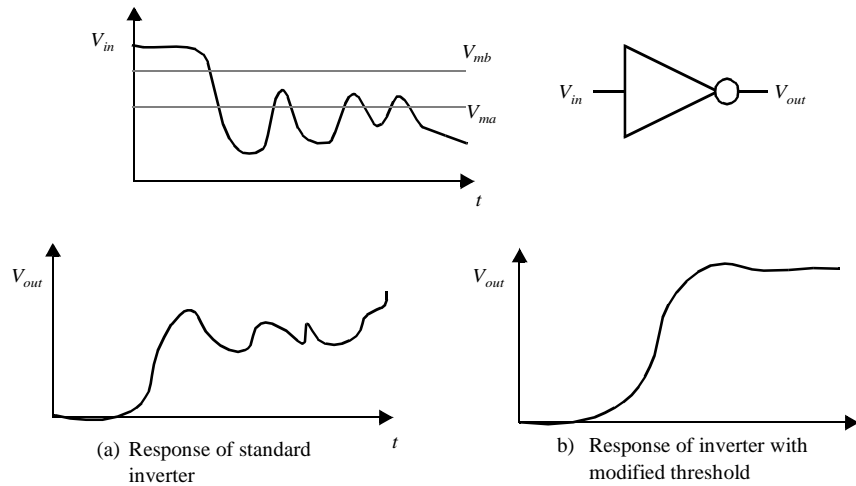 V_in
V_mb
V_ma
t
V_in
V_out
V_out
t
(a) Response of standard
inverter
V_out
b) Response of inverter with
modified threshold